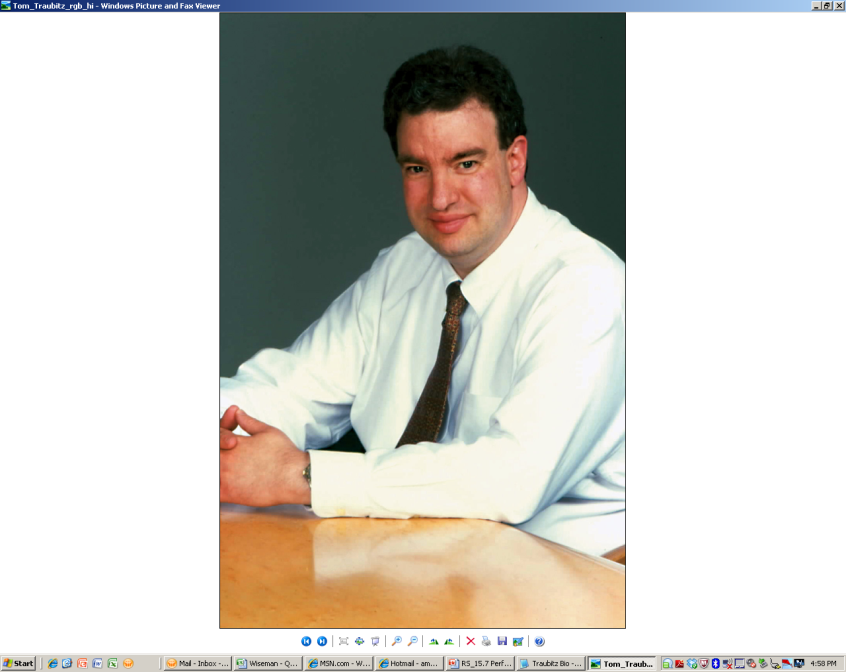 Tom_Traubitz_rgb_hi - Windows Picture and Fax Viewer
Start
Mail - Inbox -...
Wiseman - Q...
MSN.com - W...
Hotmail - am...
RS_15.7 Perf...
Traubitz Bio -...
Tom_Traub...
4:58 PM